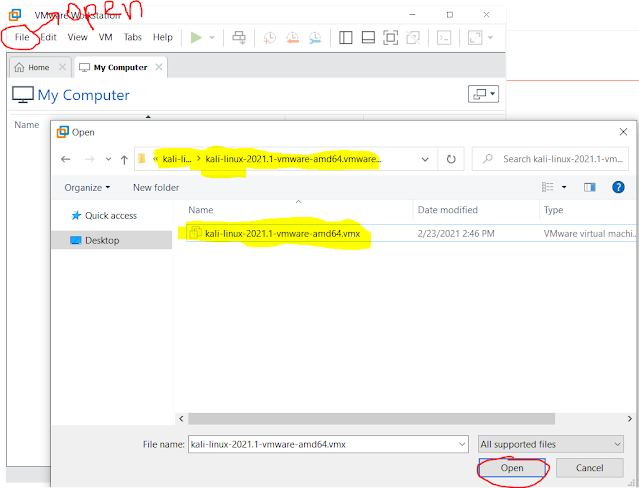 OPEN
VMware Workstation
File Edit View VM Tabs Help
Home My Computer
My Computer
Name
Open
« kali-li... > kali-linux-2021.1-vmware-amd64.vmware...
Search kali-linux-2021.1-vm...
Organize New folder
Name Date modified Type
Quick access
Desktop
kali-linux-2021.1-vmware-amd64.vmx 2/23/2021 2:46 PM VMware virtual machi...
File name: kali-linux-2021.1-vmware-amd64.vmx All supported files
Open Cancel